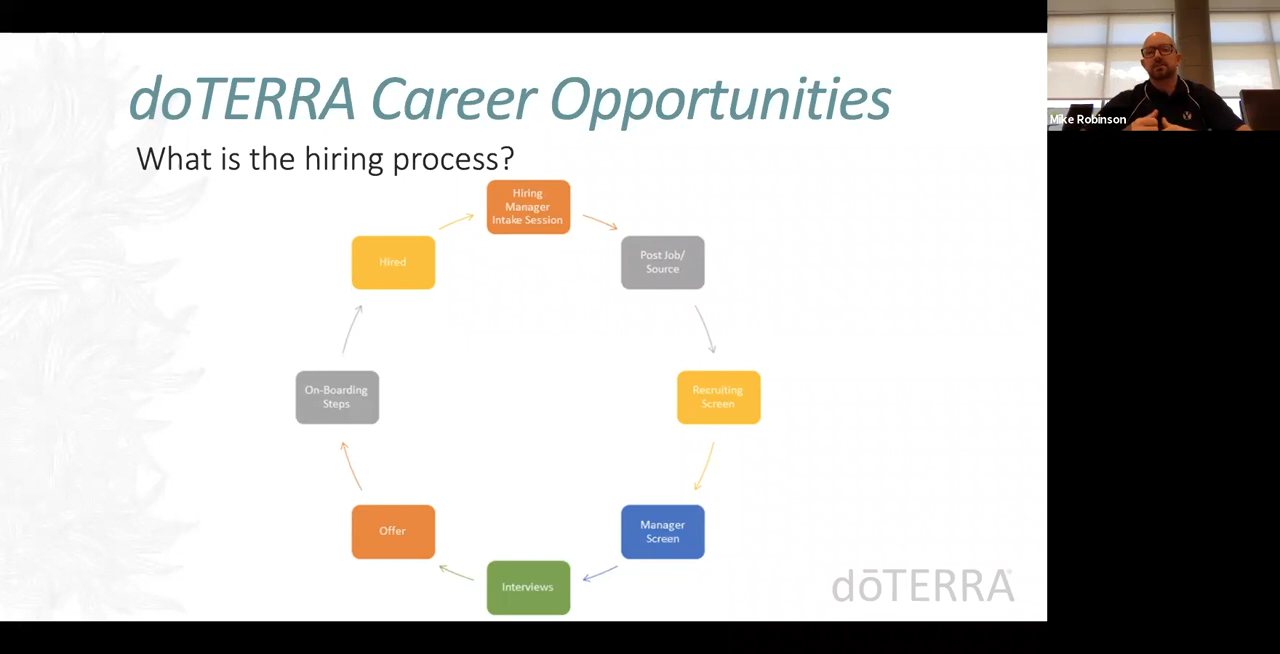 doTERRA Career Opportunities
What is the hiring process?
Hiring
Manager
Intake Session
Post Job/
Source
Recruiting
Screen
Manager
Screen
Interviews
Offer
On-Boarding
Steps
Hired
dōTERRA®
Mike Robinson